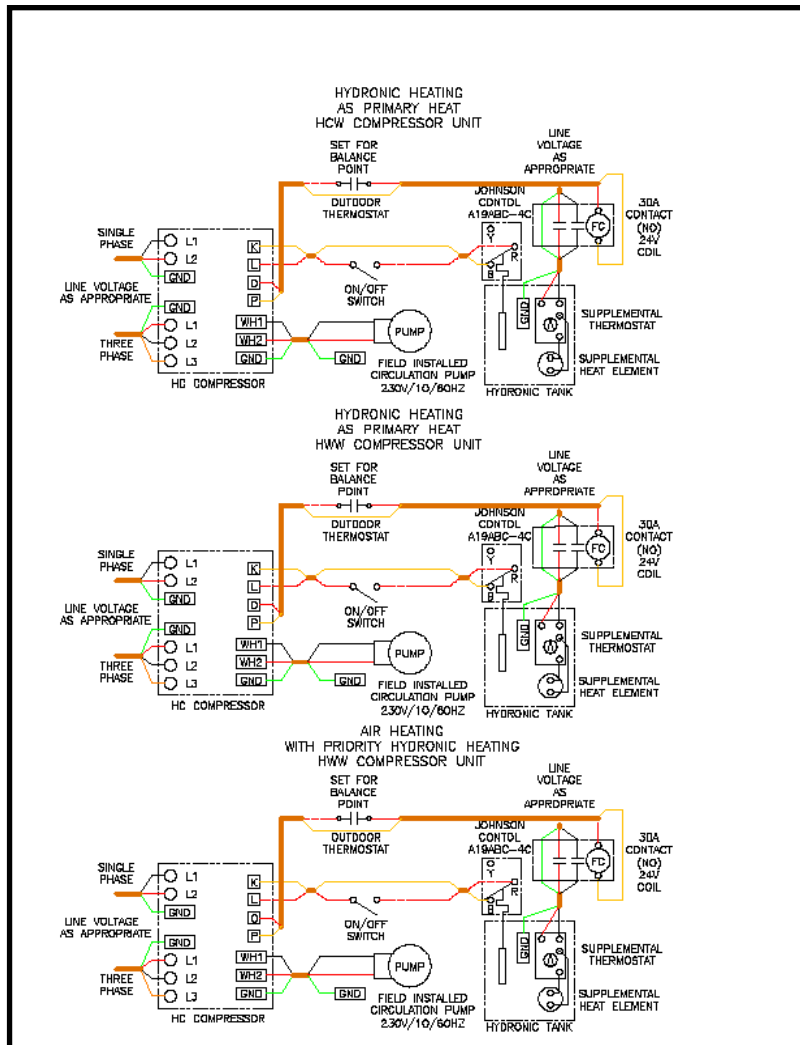 HYDRONIC HEATING
AS PRIMARY HEAT
HCW COMPRESSOR UNIT
SET FOR
BALANCE
POINT
OUTDOOR
THERMOSTAT
LINE
VOLTAGE
AS
APPROPRIATE
JOHNSON
CONTOL
A19ABC-4C
Y
R
B
FC
30A
CONTACT
(NO)
24V
COIL
SINGLE
PHASE
L1
L2
GND
LINE VOLTAGE
AS APPROPRIATE
GND
L1
L2
L3
THREE
PHASE
K
L
O
P
ON/OFF
SWITCH
WH1
WH2
GND
GND
PUMP
HC COMPRESSOR
FIELD INSTALLED
CIRCULATION PUMP
230V/1O/60HZ
GND
SUPPLEMENTAL
THERMOSTAT
SUPPLEMENTAL
HEAT ELEMENT
HYDRONIC TANK
HYDRONIC HEATING
AS PRIMARY HEAT
HWW COMPRESSOR UNIT
SET FOR
BALANCE
POINT
OUTDOOR
THERMOSTAT
LINE
VOLTAGE
AS
APPROPRIATE
JOHNSON
CONTOL
A19ABC-4C
Y
R
B
FC
30A
CONTACT
(NO)
24V
COIL
SINGLE
PHASE
L1
L2
GND
LINE VOLTAGE
AS APPROPRIATE
GND
L1
L2
L3
THREE
PHASE
K
L
O
P
ON/OFF
SWITCH
WH1
WH2
GND
GND
PUMP
HC COMPRESSOR
FIELD INSTALLED
CIRCULATION PUMP
230V/1O/60HZ
GND
SUPPLEMENTAL
THERMOSTAT
SUPPLEMENTAL
HEAT ELEMENT
HYDRONIC TANK
AIR HEATING
WITH PRIORITY HYDRONIC HEATING
HWW COMPRESSOR UNIT
SET FOR
BALANCE
POINT
OUTDOOR
THERMOSTAT
LINE
VOLTAGE
AS
APPROPRIATE
JOHNSON
CONTOL
A19ABC-4C
Y
R
B
FC
30A
CONTACT
(NO)
24V
COIL
SINGLE
PHASE
L1
L2
GND
LINE VOLTAGE
AS APPROPRIATE
GND
L1
L2
L3
THREE
PHASE
K
L
O
P
ON/OFF
SWITCH
WH1
WH2
GND
GND
PUMP
HC COMPRESSOR
FIELD INSTALLED
CIRCULATION PUMP
230V/1O/60HZ
GND
SUPPLEMENTAL
THERMOSTAT
SUPPLEMENTAL
HEAT ELEMENT
HYDRONIC TANK